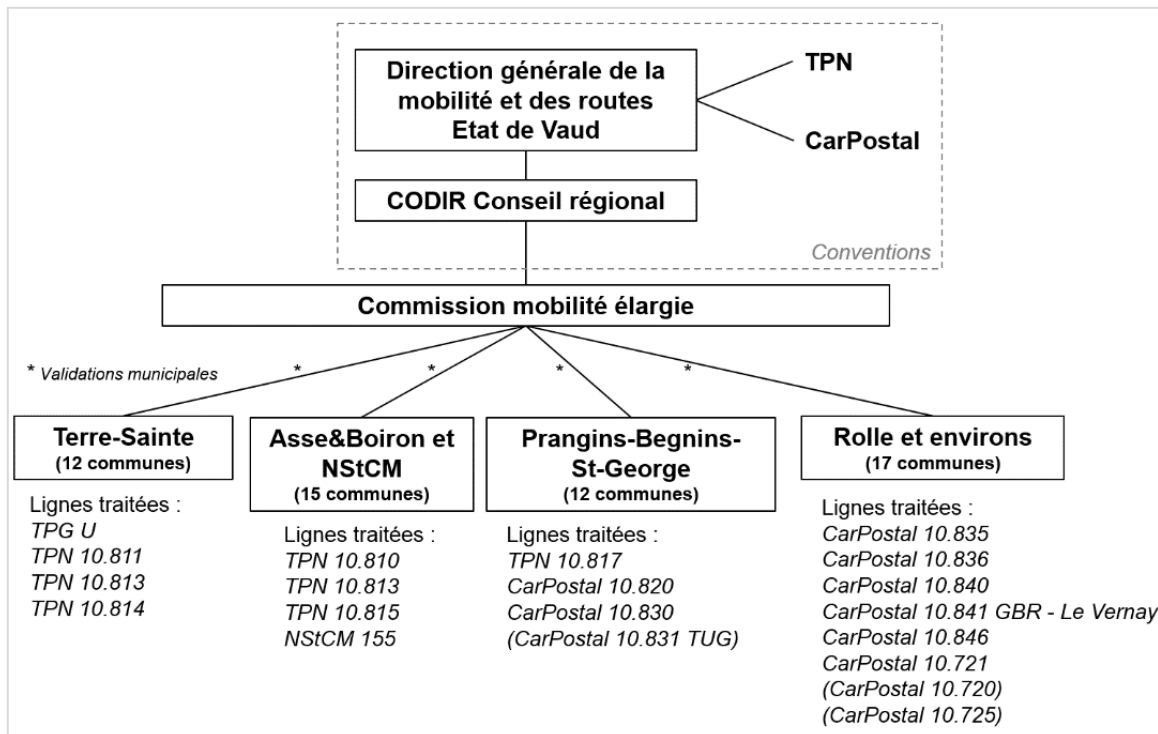 Direction générale de la
mobilité et des routes
Etat de Vaud
TPN
CarPostal
CODIR Conseil régional
Conventions
Commission mobilité élargie
* Validations municipales
*
*
*
*
Terre-Sainte
(12 communes)
Lignes traitées :
TPG U
TPN 10.811
TPN 10.813
TPN 10.814
Asse&Boiron et
NStCM
(15 communes)
Lignes traitées :
TPN 10.810
TPN 10.813
TPN 10.815
NStCM 155
Prangins-Begnins-
St-George
(12 communes)
Lignes traitées :
TPN 10.817
CarPostal 10.820
CarPostal 10.830
(CarPostal 10.831 TUG)
Rolle et environs
(17 communes)
Lignes traitées :
CarPostal 10.835
CarPostal 10.836
CarPostal 10.840
CarPostal 10.841 GBR - Le Vernay
CarPostal 10.846
CarPostal 10.721
(CarPostal 10.720)
(CarPostal 10.725)